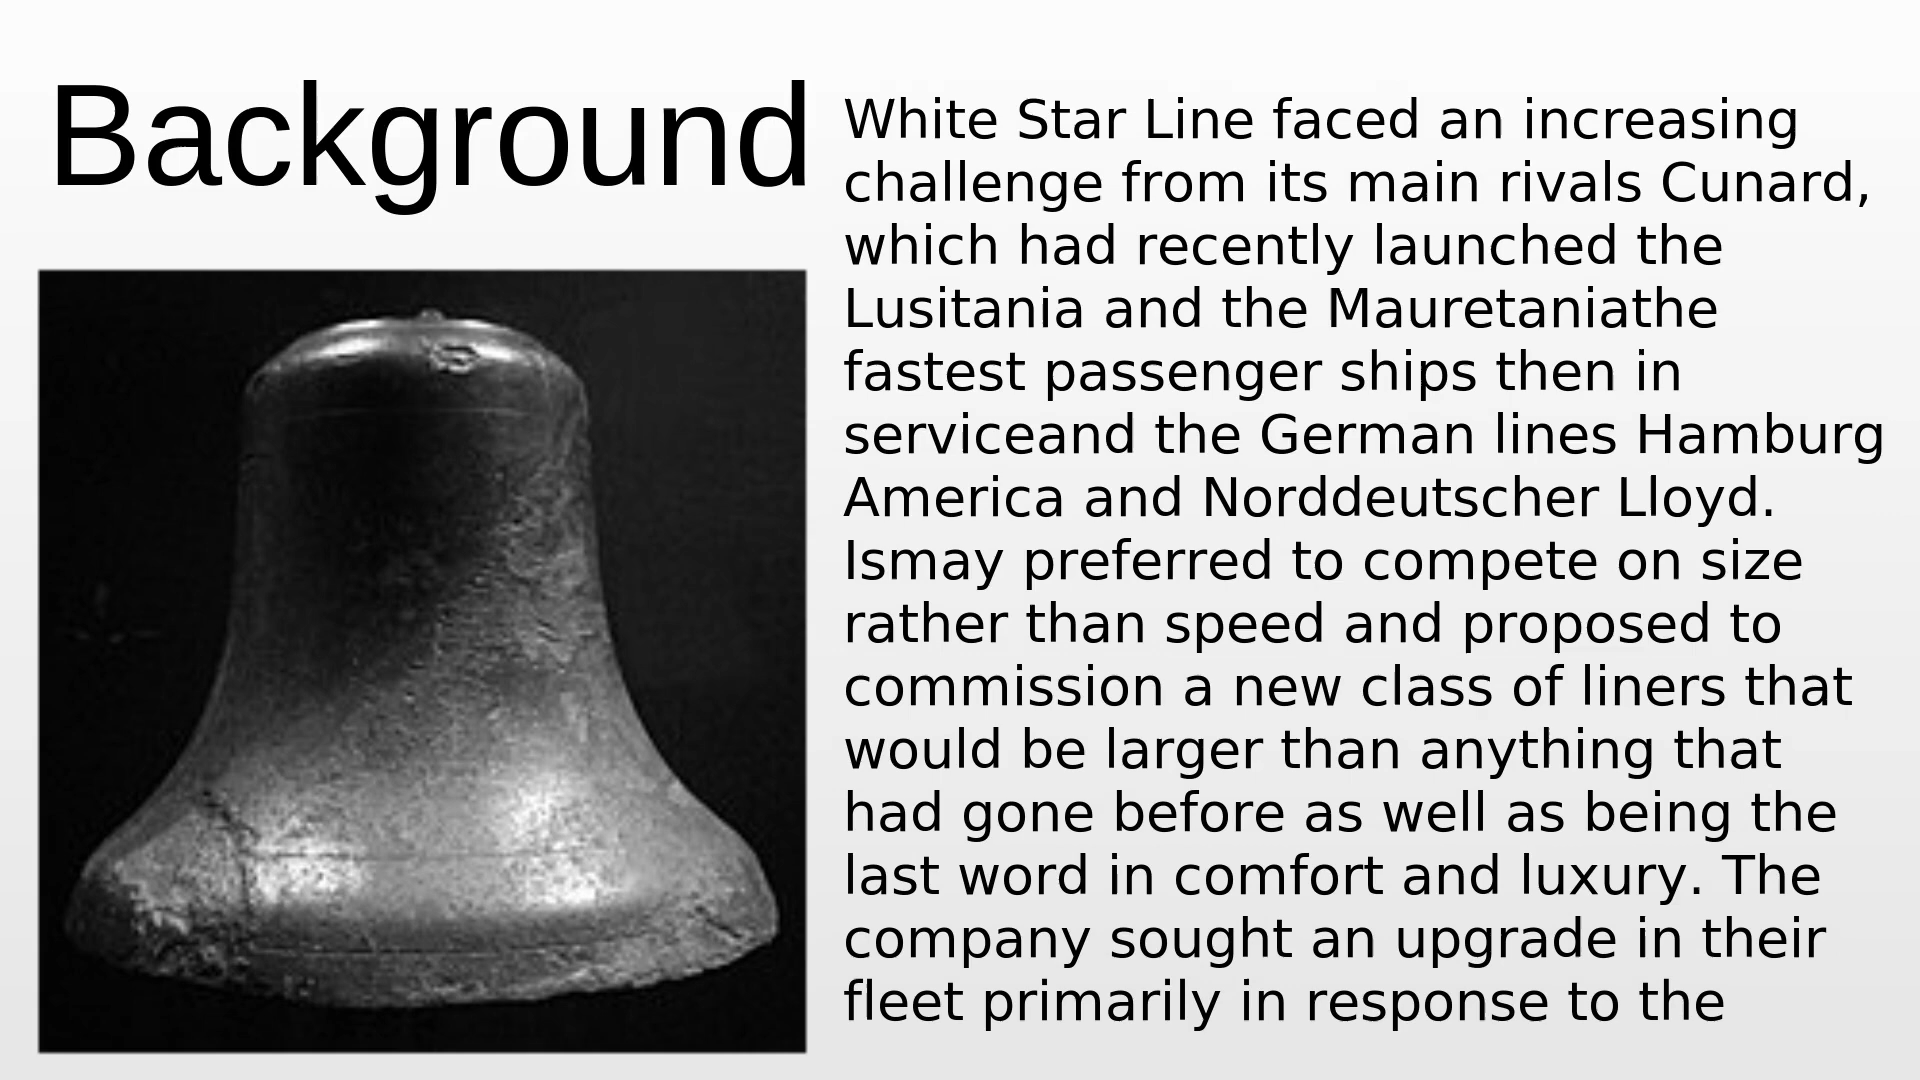 Background
White Star Line faced an increasing
challenge from its main rivals Cunard,
which had recently launched the
Lusitania and the Mauretaniathe
fastest passenger ships then in
serviceand the German lines Hamburg
America and Norddeutscher Lloyd.
Ismay preferred to compete on size
rather than speed and proposed to
commission a new class of liners that
would be larger than anything that
had gone before as well as being the
last word in comfort and luxury. The
company sought an upgrade in their
fleet primarily in response to the